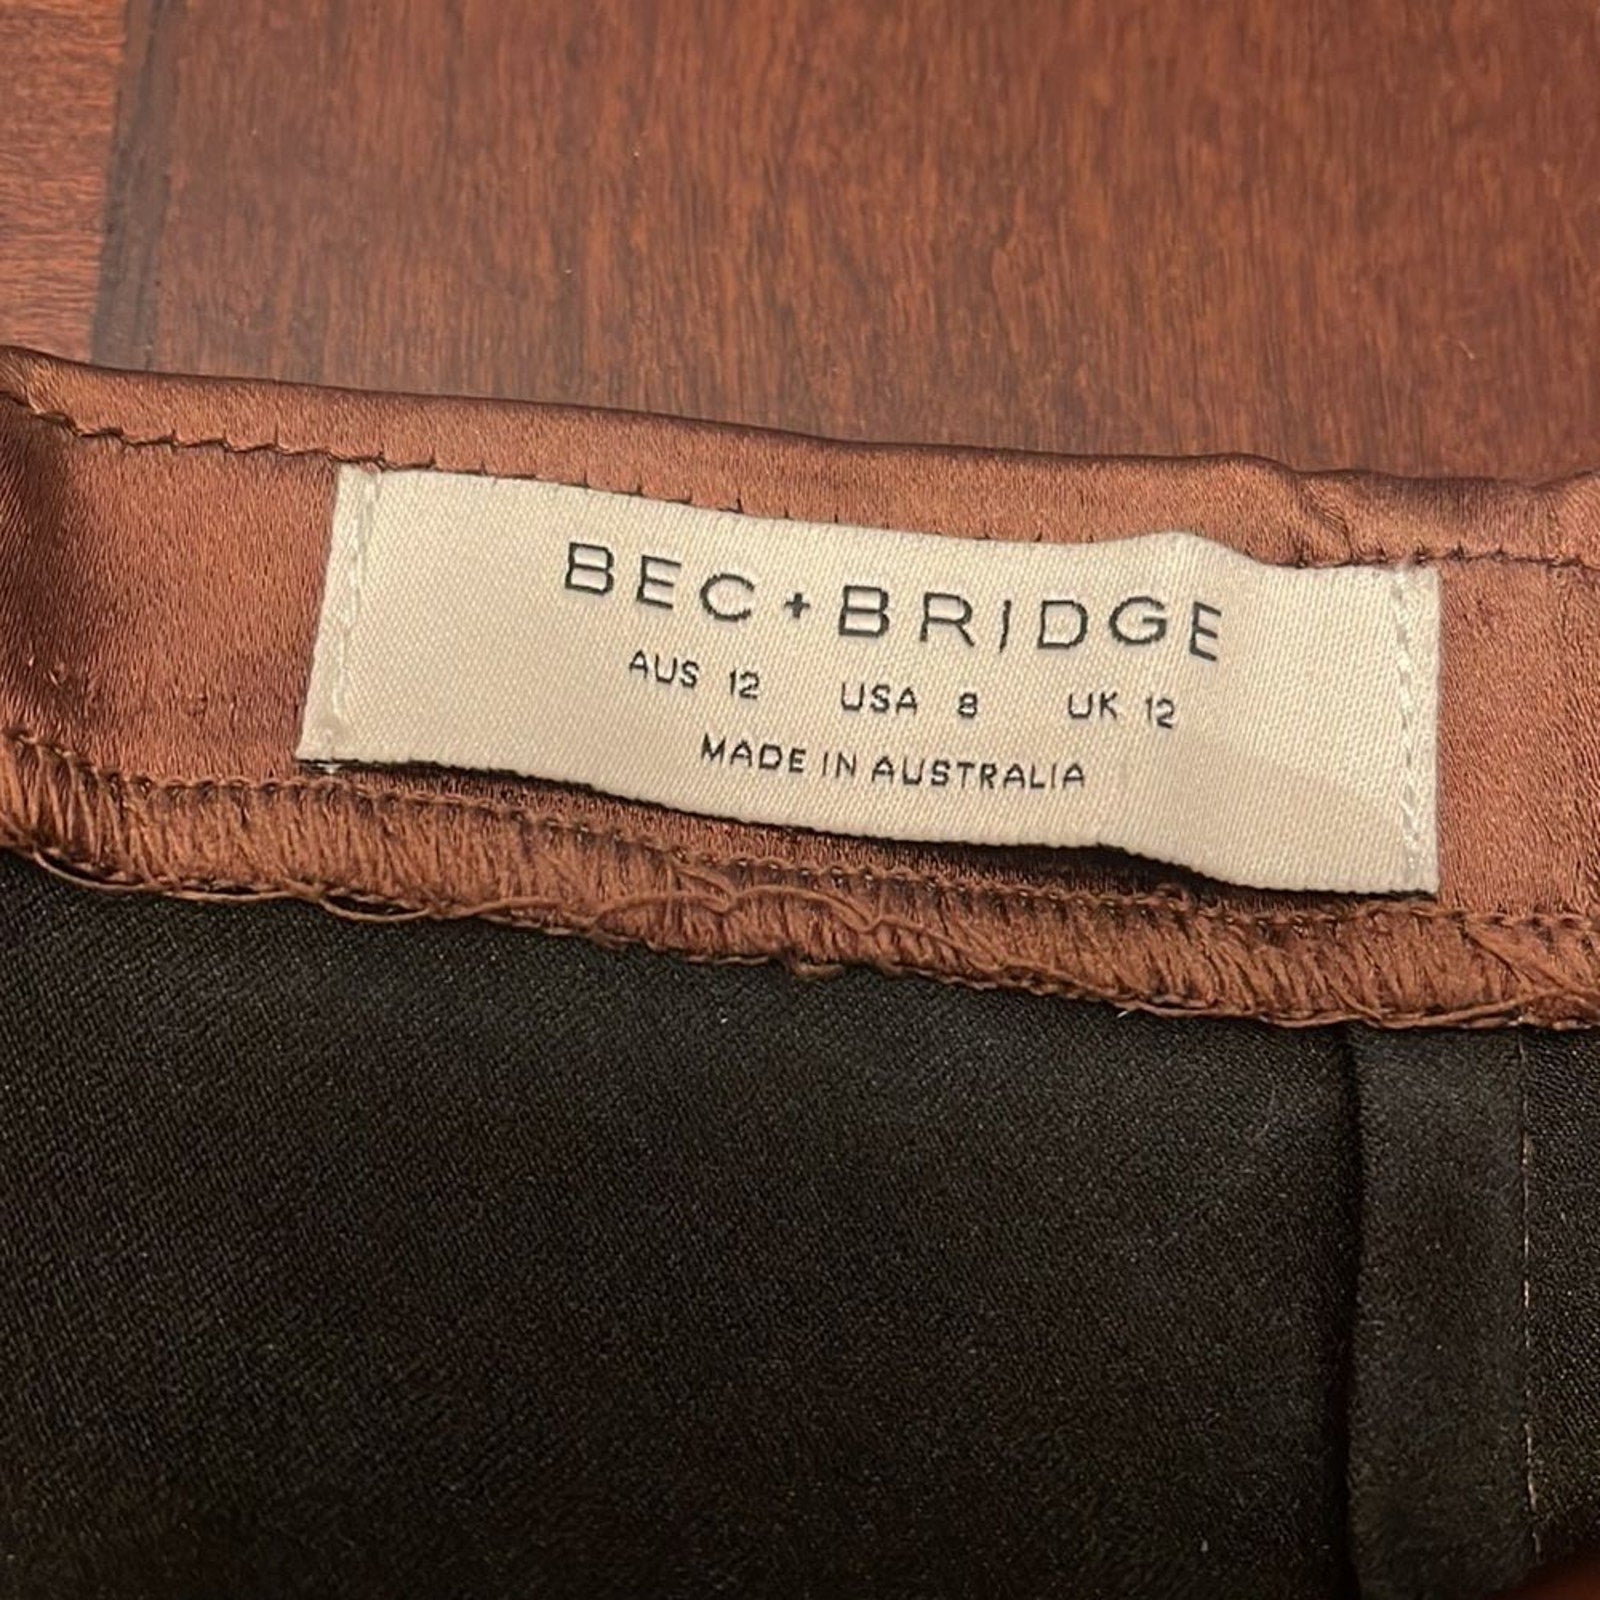 BEC + BRIDGE
AUS 12 USA 8 UK 12
MADE IN AUSTRALIA